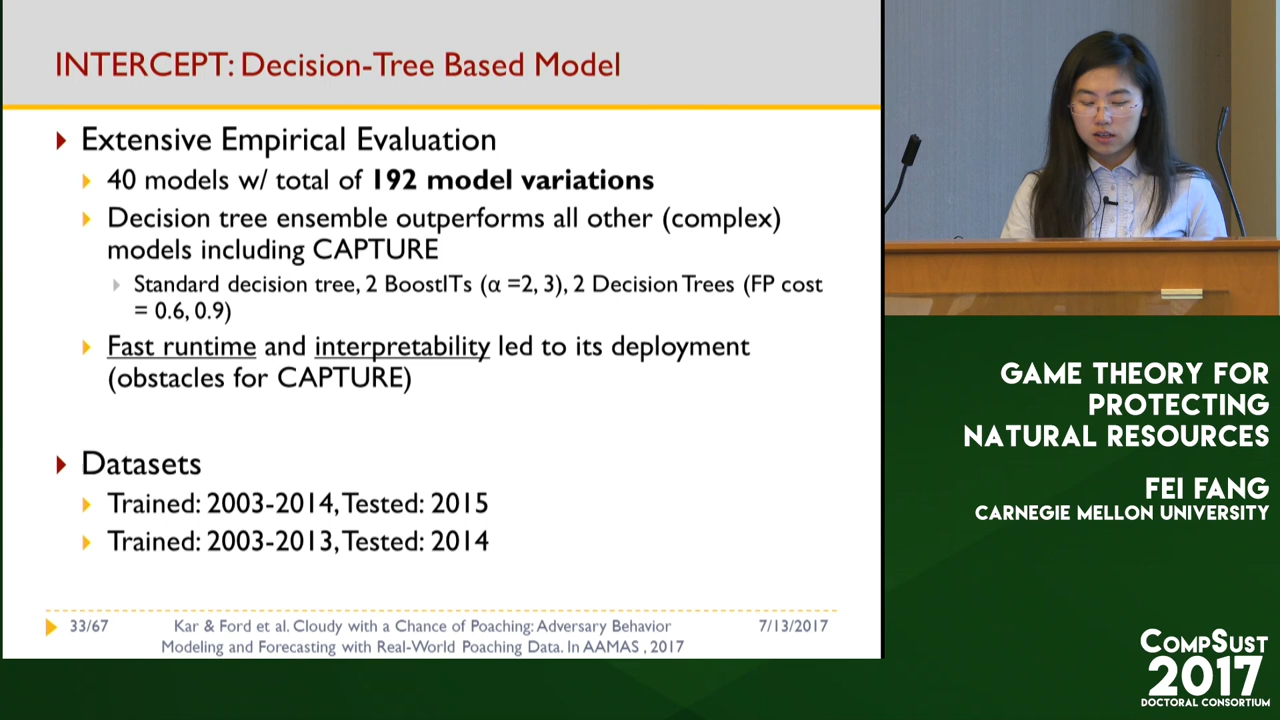 INTERCEPT: Decision-Tree Based Model
Extensive Empirical Evaluation
40 models w/ total of 192 model variations
Decision tree ensemble outperforms all other (complex)
models including CAPTURE
Standard decision tree, 2 BoostITs (α =2, 3), 2 Decision Trees (FP cost
= 0.6, 0.9)
Fast runtime and interpretability led to its deployment
(obstacles for CAPTURE)
Datasets
Trained: 2003-2014, Tested: 2015
Trained: 2003-2013, Tested: 2014
33/67
Kar & Ford et al. Cloudy with a Chance of Poaching: Adversary Behavior
Modeling and Forecasting with Real-World Poaching Data. In AAMAS , 2017
7/13/2017
GAME THEORY FOR
PROTECTING
NATURAL RESOURCES
FEI FANG
CARNEGIE MELLON UNIVERSITY
COMPSUST
2017
DOCTORAL CONSORTIUM